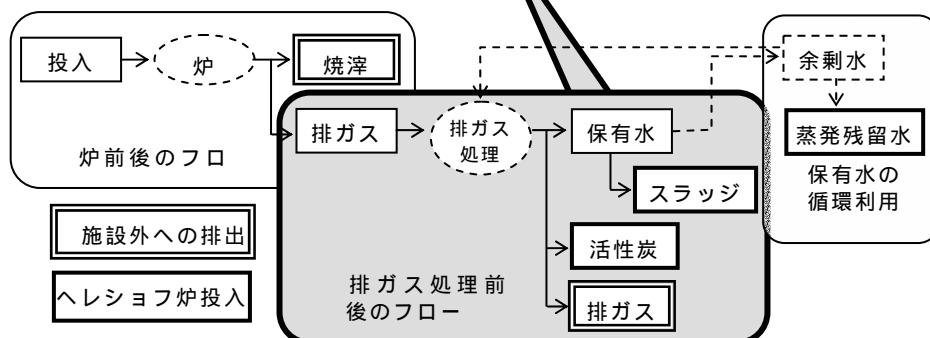 投入
炉
焼滓
余剰水
排ガス
排ガス
処理
保有水
蒸発残留水
炉前後のフロ
保有水の
循環利用
スラッジ
施設外への排出
活性炭
ヘレショフ炉投入
排ガス処理前
後のフロー
排ガス